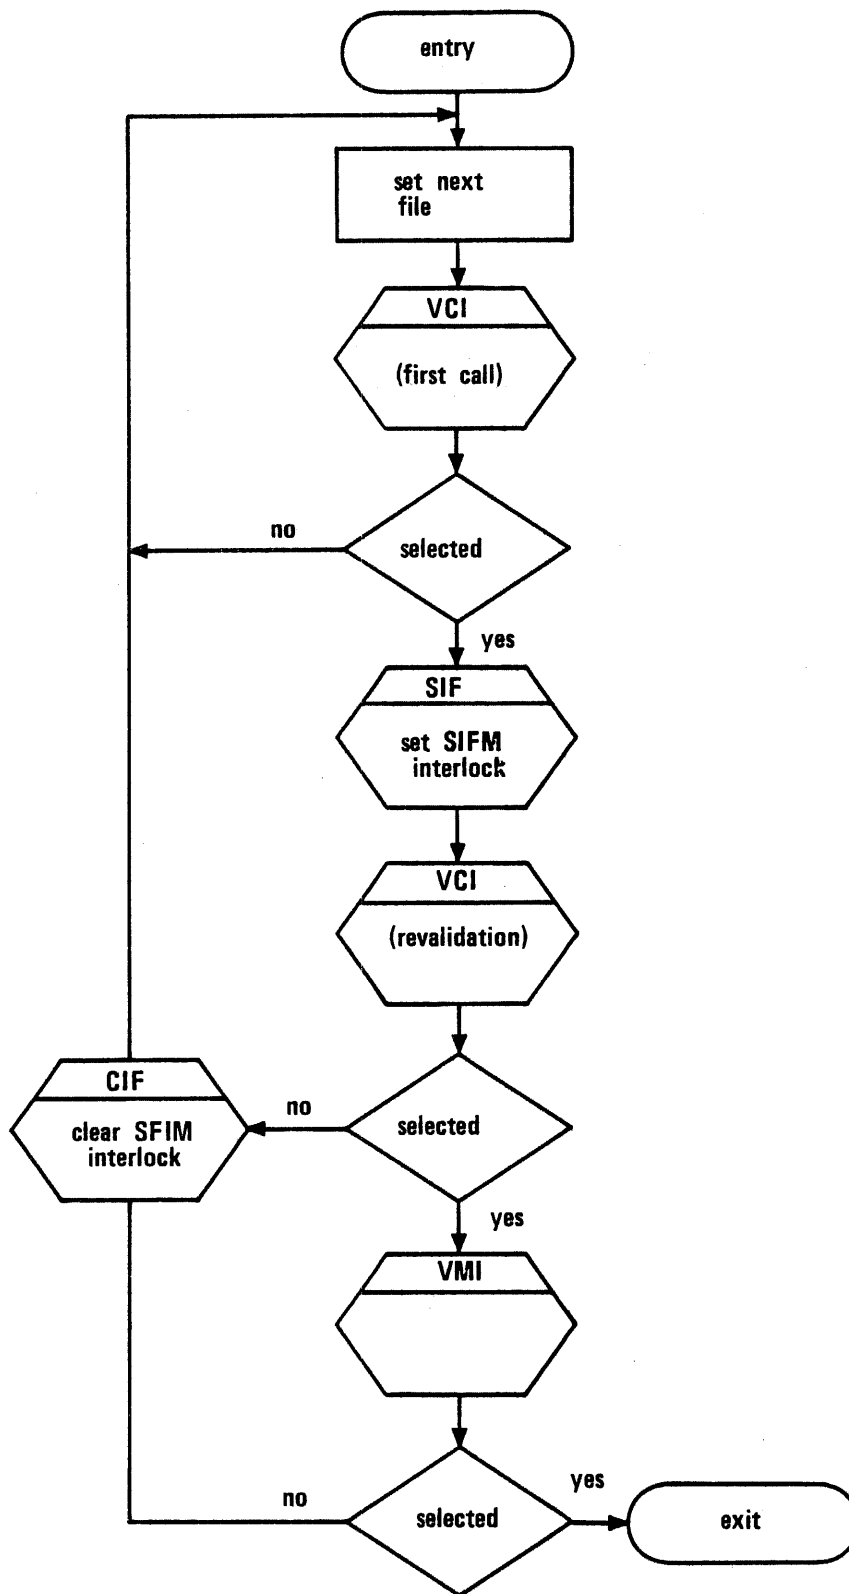 entry
set next
file
VCI
(first call)
no
selected
yes
SIF
set SIFM
interlock
VCI
(revalidation)
CIF
clear SFIM
interlock
no
selected
yes
VMI
no
selected
yes
exit